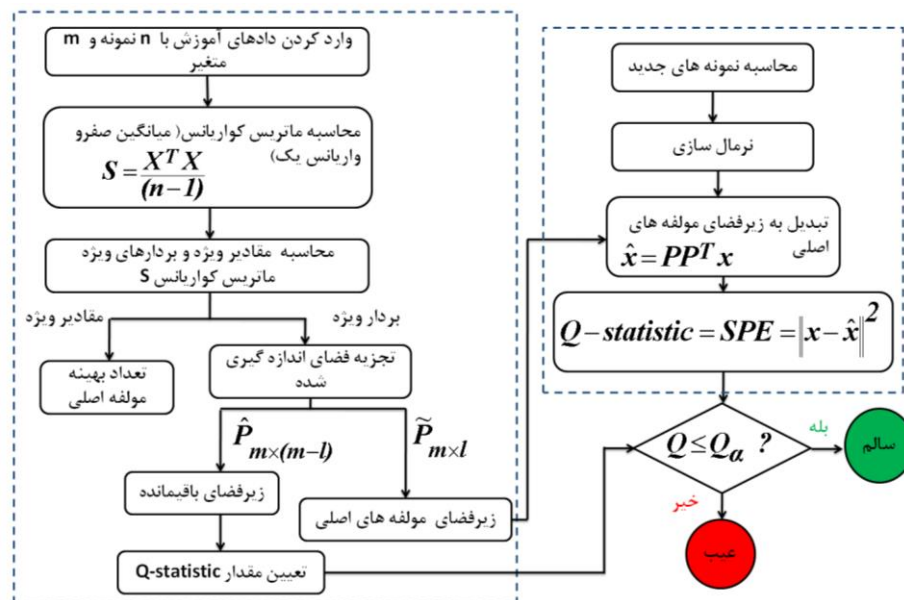 وارد کردن دادهای آموزش با n نمونه و m
متغیر
محاسبه ماتریس کواریانس( میانگین صفرو
واریانس یک)
S = X^T X / (n-1)
محاسبه مقادیر ویژه و بردارهای ویژه
ماتریس کواریانس S
مقادیر ویژه
بردار ویژه
تعداد بهینه
مولفه اصلی
تجزیه فضای اندازه گیری
شده
P̂ m×(m-l)
P̃ m×l
زیرفضای باقیمانده
زیرفضای مولفه های اصلی
تعیین مقدار Q-statistic
محاسبه نمونه های جدید
نرمال سازی
تبدیل به زیرفضای مولفه های
اصلی
x̂ = PP^T x
Q-statistic = SPE = ‖x-x̂‖^2
Q ≤ Qα ?
بله
سالم
خیر
عیب